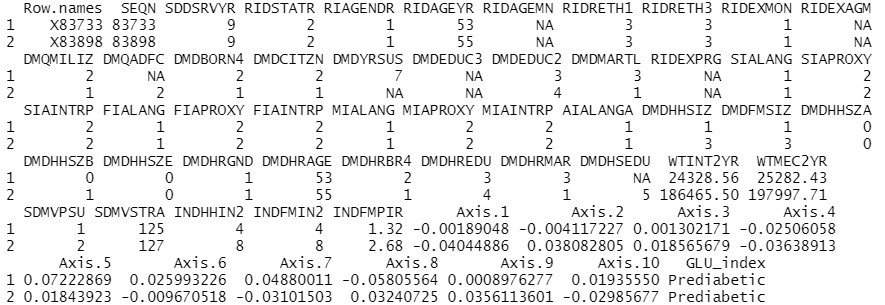 Row.names SEQN SDDSRVYR RIDSTATR RIAGENDR RIDAGEYR RIDAGEMN RIDRETH1 RIDRETH3 RIDEXMON RIDEXAGM
1 X83733 83733 9 2 1 53 NA 3 3 1 NA
2 X83898 83898 9 2 1 55 NA 3 3 1 NA
DMQMILIZ DMQADFC DMDBORN4 DMDCITZN DMDYRSUS DMDEDUC3 DMDEDUC2 DMDMARTL RIDEXPRG SIALANG SIAPROXY
1 2 NA 2 2 7 NA 3 3 NA 1 2
2 1 2 1 1 NA NA 4 1 NA 1 2
SIAINTRP FIALANG FIAPROXY FIAINTRP MIALANG MIAPROXY MIAINTRP AIALANGA DMDHHSIZ DMDFMSIZ DMDHHSZA
1 2 1 2 2 1 2 2 1 1 1 0
2 2 1 2 2 1 2 2 1 3 3 0
DMDHHSZB DMDHHSZE DMDHRGND DMDHRAGE DMDHRBR4 DMDHREDU DMDHRMAR DMDHSEDU WTINT2YR WTMEC2YR
1 0 0 1 53 2 3 3 NA 24328.56 25282.43
2 1 0 1 55 1 4 1 5 186465.50 197997.71
SDMVPSU SDMVSTRA INDHHIN2 INDFMIN2 INDFMPIR Axis.1 Axis.2 Axis.3 Axis.4
1 1 125 4 4 1.32 -0.00189048 -0.004117227 0.001302171 -0.02506058
2 2 127 8 8 2.68 -0.04044886 0.038082805 0.018565679 -0.03638913
Axis.5 Axis.6 Axis.7 Axis.8 Axis.9 Axis.10 GLU_index
1 0.07222869 0.025993226 0.04880011 -0.05805564 0.0008976277 0.01935550 Prediabetic
2 0.01843923 -0.009670518 -0.03101503 0.03240725 0.0356113601 -0.02985677 Prediabetic